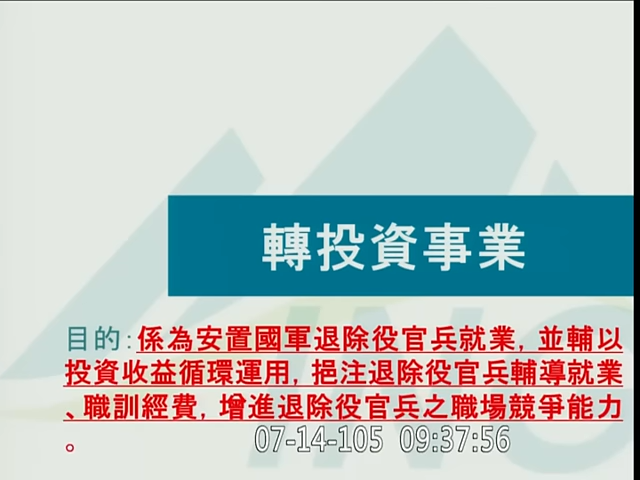 轉投資事業
目的:係為安置國軍退除役官兵就業,並輔以
投資收益循環運用,挹注退除役官兵輔導就業
、職訓經費,增進退除役官兵之職場競爭能力
。
07-14-105 09:37:56